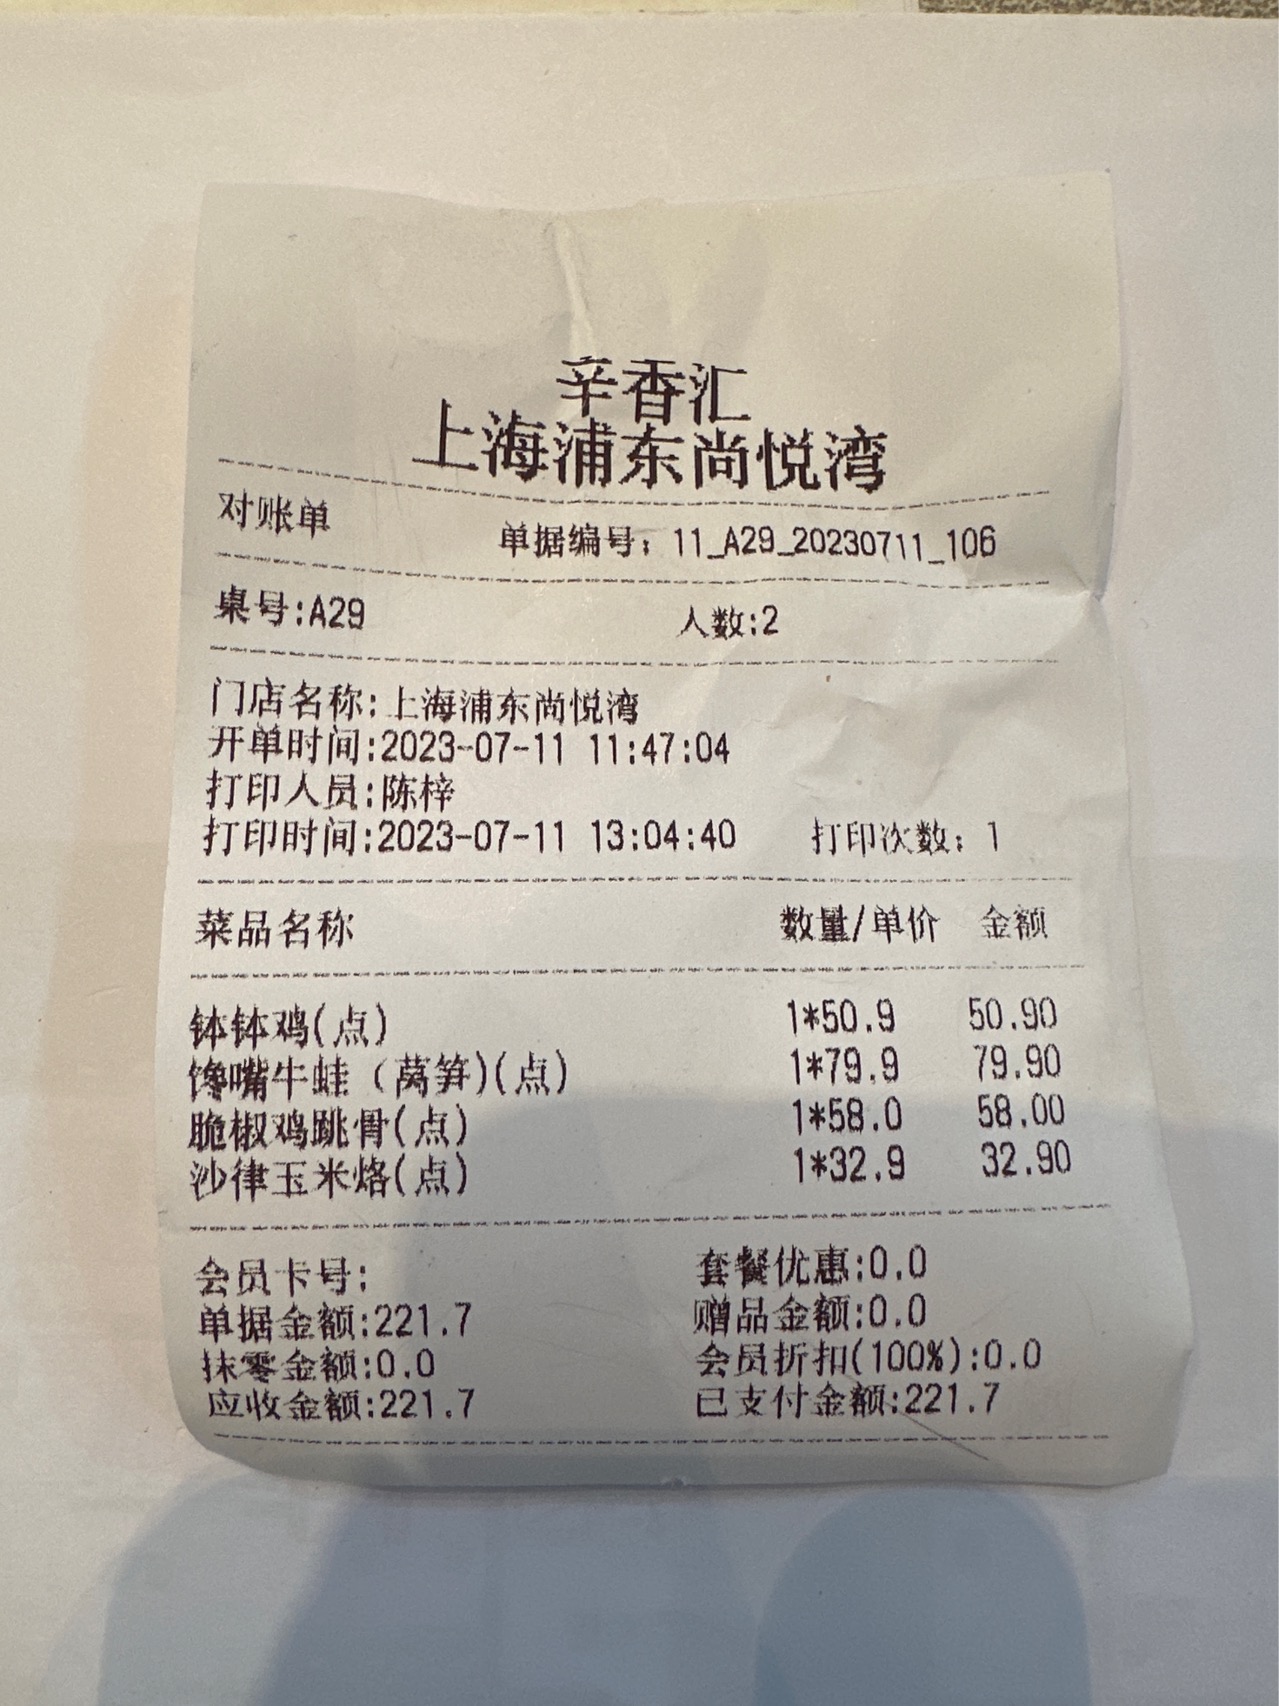 辛香汇
上海浦东尚悦湾
对账单 单据编号：11_A29_20230711_106
桌号:A29 人数:2
门店名称:上海浦东尚悦湾
开单时间:2023-07-11 11:47:04
打印人员:陈梓
打印时间:2023-07-11 13:04:40 打印次数：1
菜品名称 数量/单价 金额
钵钵鸡(点) 1*50.9 50.90
馋嘴牛蛙（莴笋)(点) 1*79.9 79.90
脆椒鸡跳骨(点) 1*58.0 58.00
沙律玉米烙(点) 1*32.9 32.90
会员卡号: 套餐优惠:0.0
单据金额:221.7 赠品金额:0.0
抹零金额:0.0 会员折扣(100%):0.0
应收金额:221.7 已支付金额:221.7